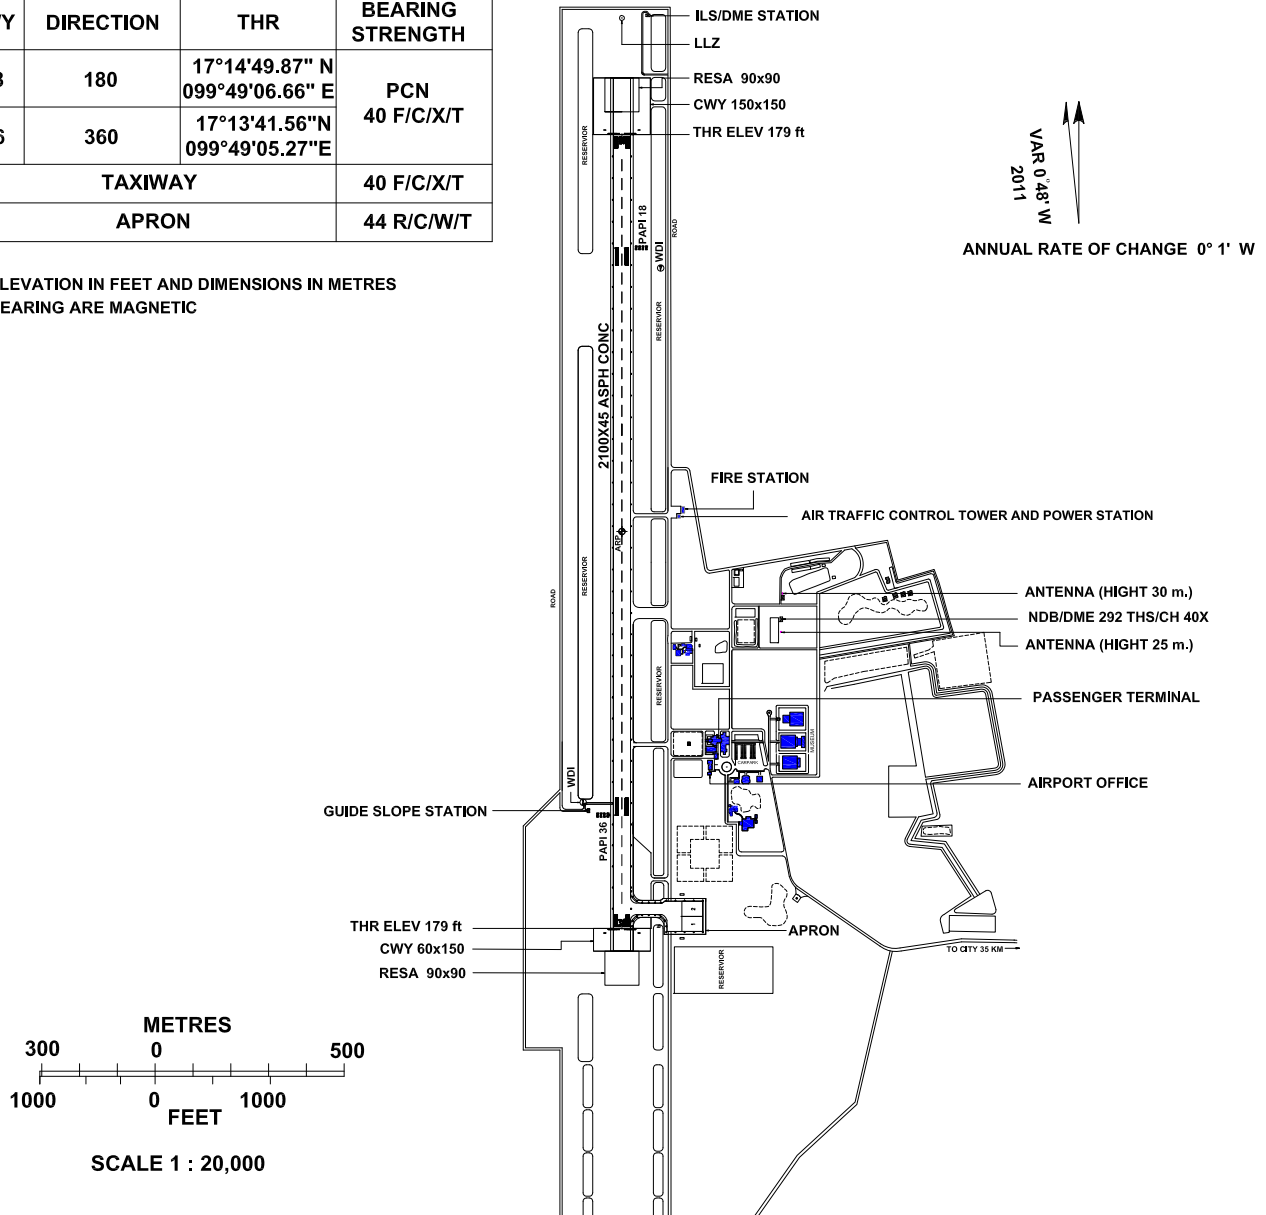 Y DIRECTION THR BEARING
STRENGTH
180 17°14'49.87" N
099°49'06.66" E
PCN
40 F/C/X/T
360 17°13'41.56"N
099°49'05.27"E
TAXIWAY 40 F/C/X/T
APRON 44 R/C/W/T
LEVATION IN FEET AND DIMENSIONS IN METRES
EARING ARE MAGNETIC
ILS/DME STATION
LLZ
RESA 90x90
CWY 150x150
THR ELEV 179 ft
RESERVIOR
PAPI 18
WDI
ROAD
RESERVIOR
2100X45 ASPH CONC
VAR 0°48' W
2011
ANNUAL RATE OF CHANGE 0° 1' W
FIRE STATION
AIR TRAFFIC CONTROL TOWER AND POWER STATION
ARP
RESERVIOR
ROAD
ANTENNA (HIGHT 30 m.)
NDB/DME 292 THS/CH 40X
ANTENNA (HIGHT 25 m.)
RESERVIOR
PASSENGER TERMINAL
MUSEUM
CARPARK
AIRPORT OFFICE
WDI
GUIDE SLOPE STATION
PAPI 36
2
1
THR ELEV 179 ft
APRON
CWY 60x150
TO CITY 35 KM
RESA 90x90
RESERVIOR
METRES
300 0 500
1000 0 1000
FEET
SCALE 1 : 20,000